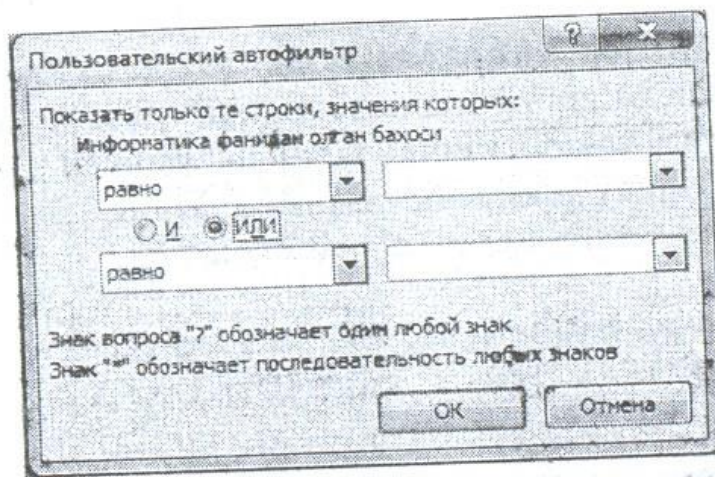 Пользовательский автофильтр
Показать только те строки, значения которых:
Информатика фанидан олган бахоси
равно
И ИЛИ
равно
Знак вопроса "?" обозначает один любой знак
Знак "*" обозначает последовательность любых знаков
ОК Отмена